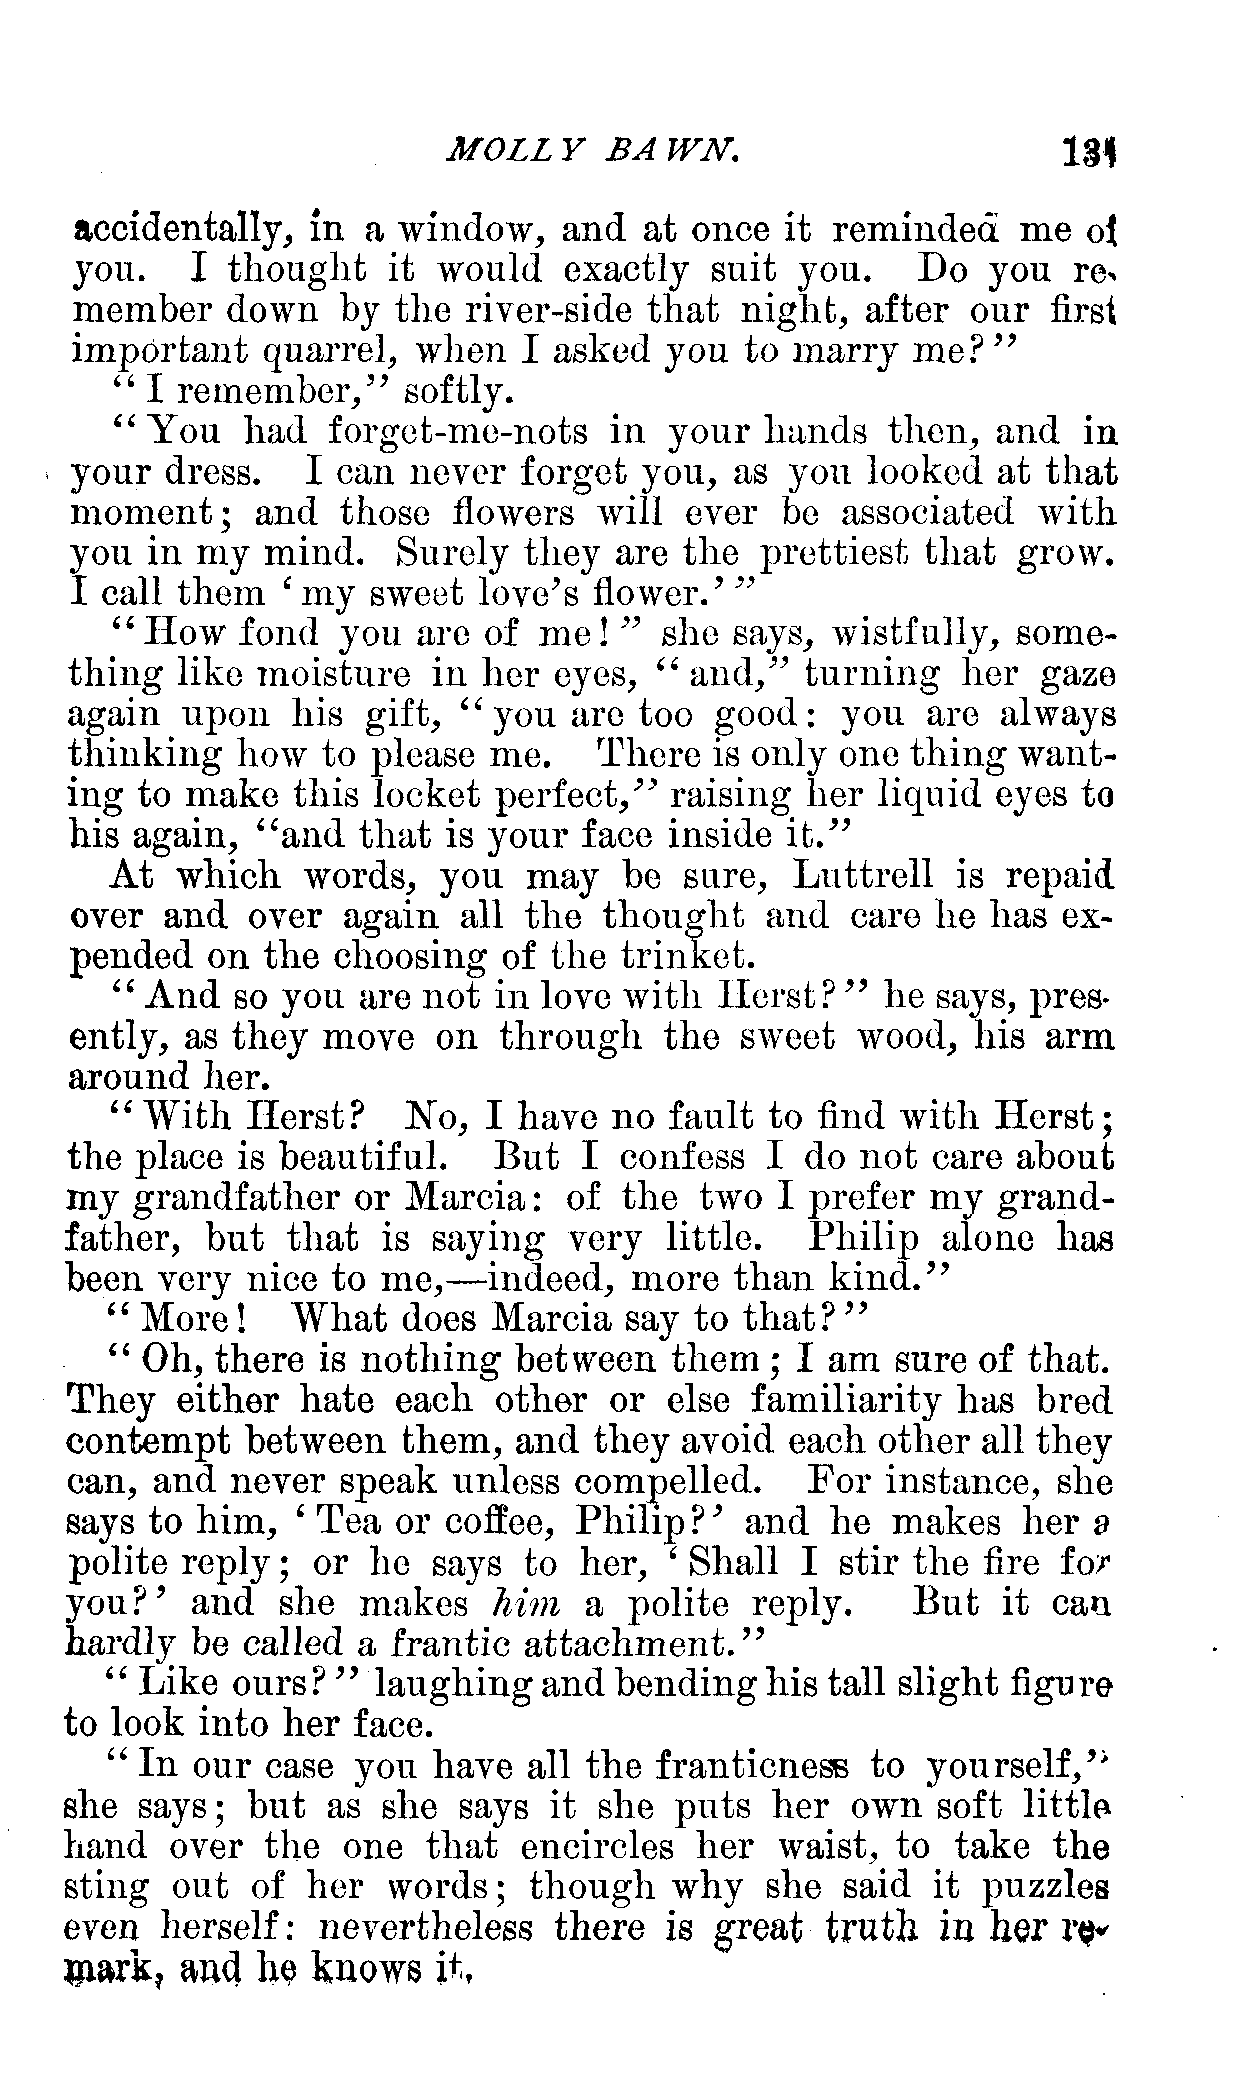 MOLLY BAWN. 131
accidentally, in a window, and at once it reminded me of
you. I thought it would exactly suit you. Do you re-
member down by the river-side that night, after our first
important quarrel, when I asked you to marry me?"
"I remember," softly.
"You had forget-me-nots in your hands then, and in
your dress. I can never forget you, as you looked at that
moment; and those flowers will ever be associated with
you in my mind. Surely they are the prettiest that grow.
I call them 'my sweet love's flower.'"
"How fond you are of me!" she says, wistfully, some-
thing like moisture in her eyes, "and," turning her gaze
again upon his gift, "you are too good: you are always
thinking how to please me. There is only one thing want-
ing to make this locket perfect," raising her liquid eyes to
his again, "and that is your face inside it."
At which words, you may be sure, Luttrell is repaid
over and over again all the thought and care he has ex-
pended on the choosing of the trinket.
"And so you are not in love with Herst?" he says, pres-
ently, as they move on through the sweet wood, his arm
around her.
"With Herst? No, I have no fault to find with Herst;
the place is beautiful. But I confess I do not care about
my grandfather or Marcia: of the two I prefer my grand-
father, but that is saying very little. Philip alone has
been very nice to me,—indeed, more than kind."
"More! What does Marcia say to that?"
"Oh, there is nothing between them; I am sure of that.
They either hate each other or else familiarity has bred
contempt between them, and they avoid each other all they
can, and never speak unless compelled. For instance, she
says to him, 'Tea or coffee, Philip?' and he makes her a
polite reply; or he says to her, 'Shall I stir the fire for
you?' and she makes him a polite reply. But it can
hardly be called a frantic attachment."
"Like ours?" laughing and bending his tall slight figure
to look into her face.
"In our case you have all the franticness to yourself,"
she says; but as she says it she puts her own soft little
hand over the one that encircles her waist, to take the
sting out of her words; though why she said it puzzles
even herself: nevertheless there is great truth in her re-
mark, and he knows it.